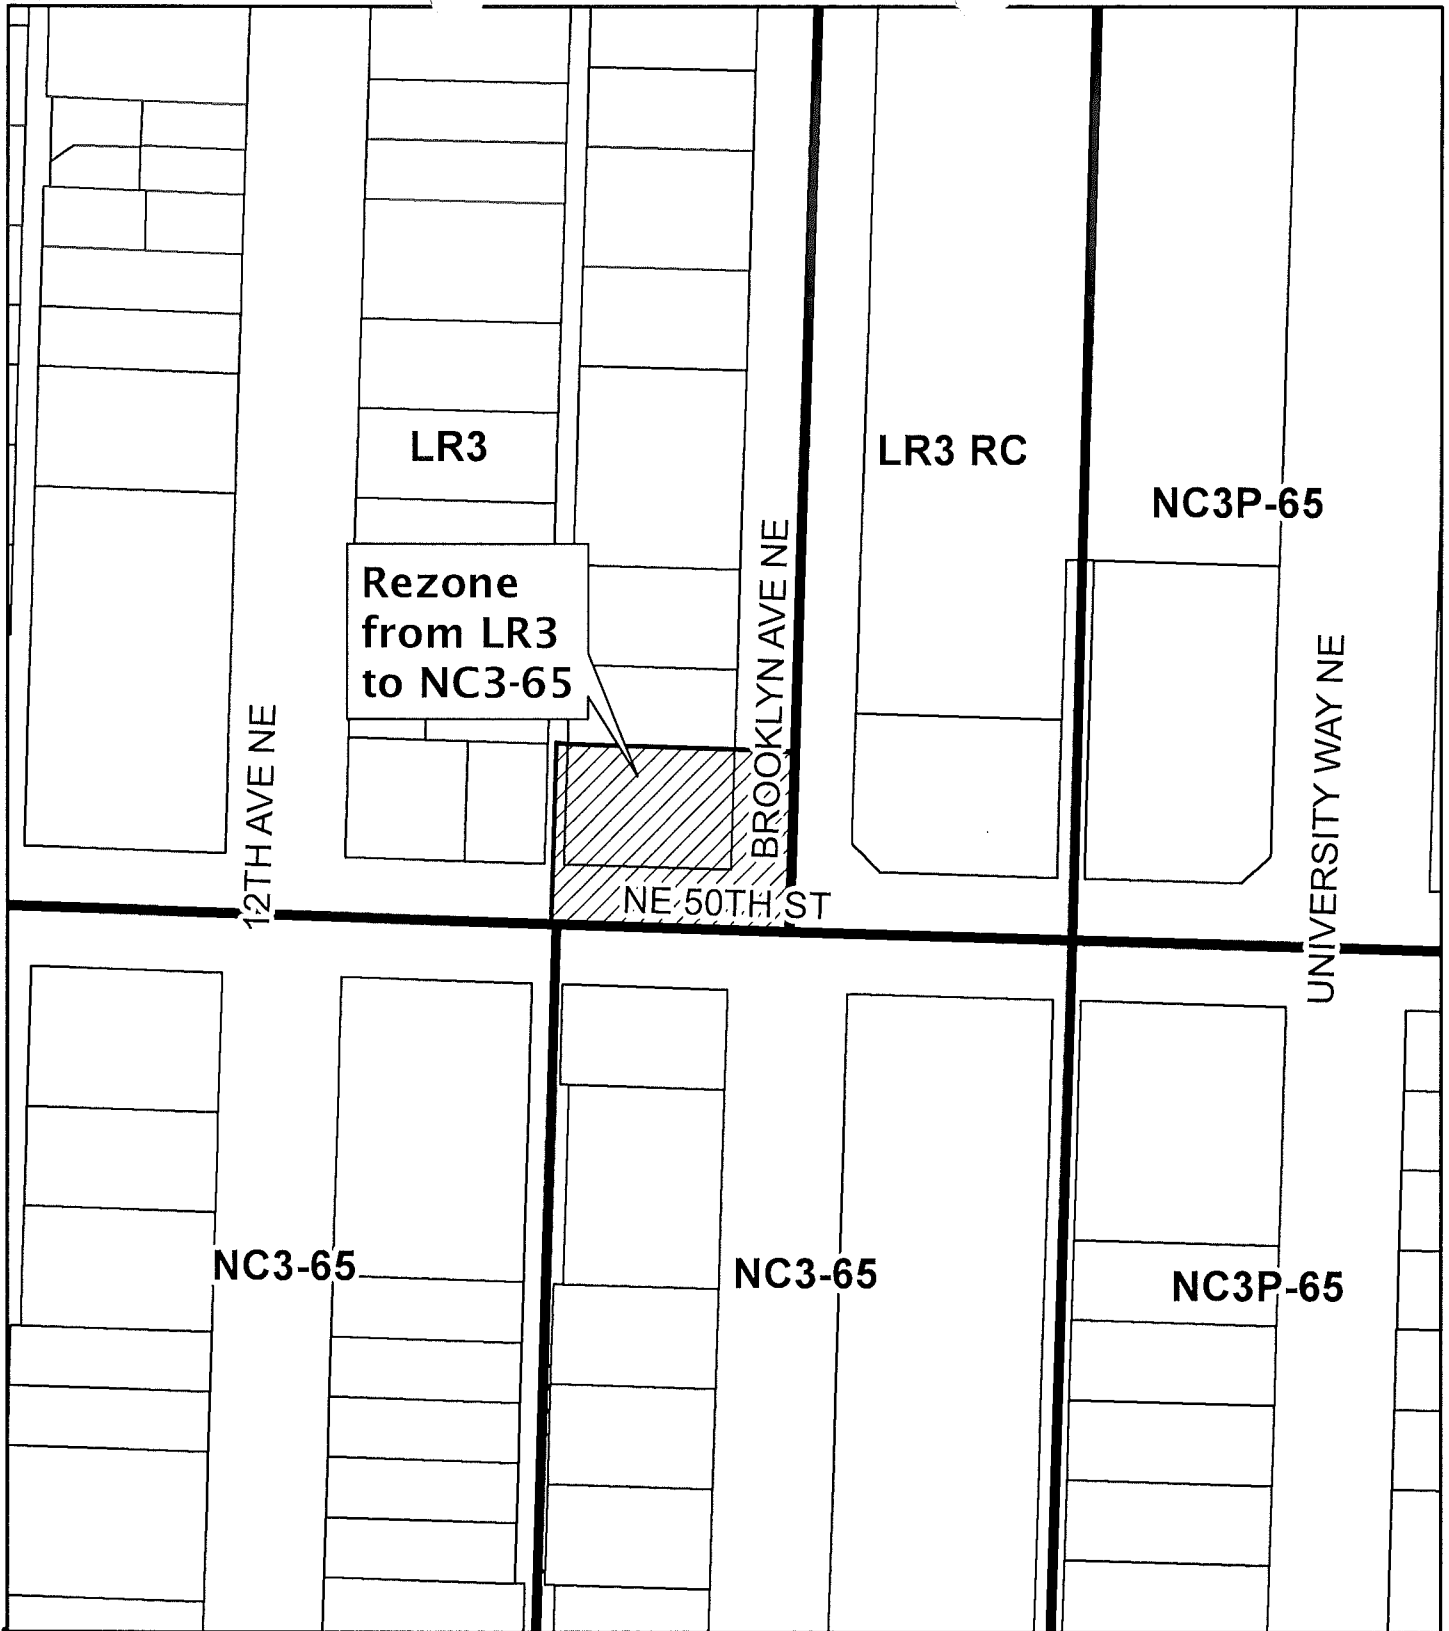 LR3
LR3 RC
NC3P-65
Rezone
from LR3
to NC3-65
BROOKLYN AVE NE
12TH AVE NE
UNIVERSITY WAY NE
NE 50TH ST
NC3-65
NC3-65
NC3P-65